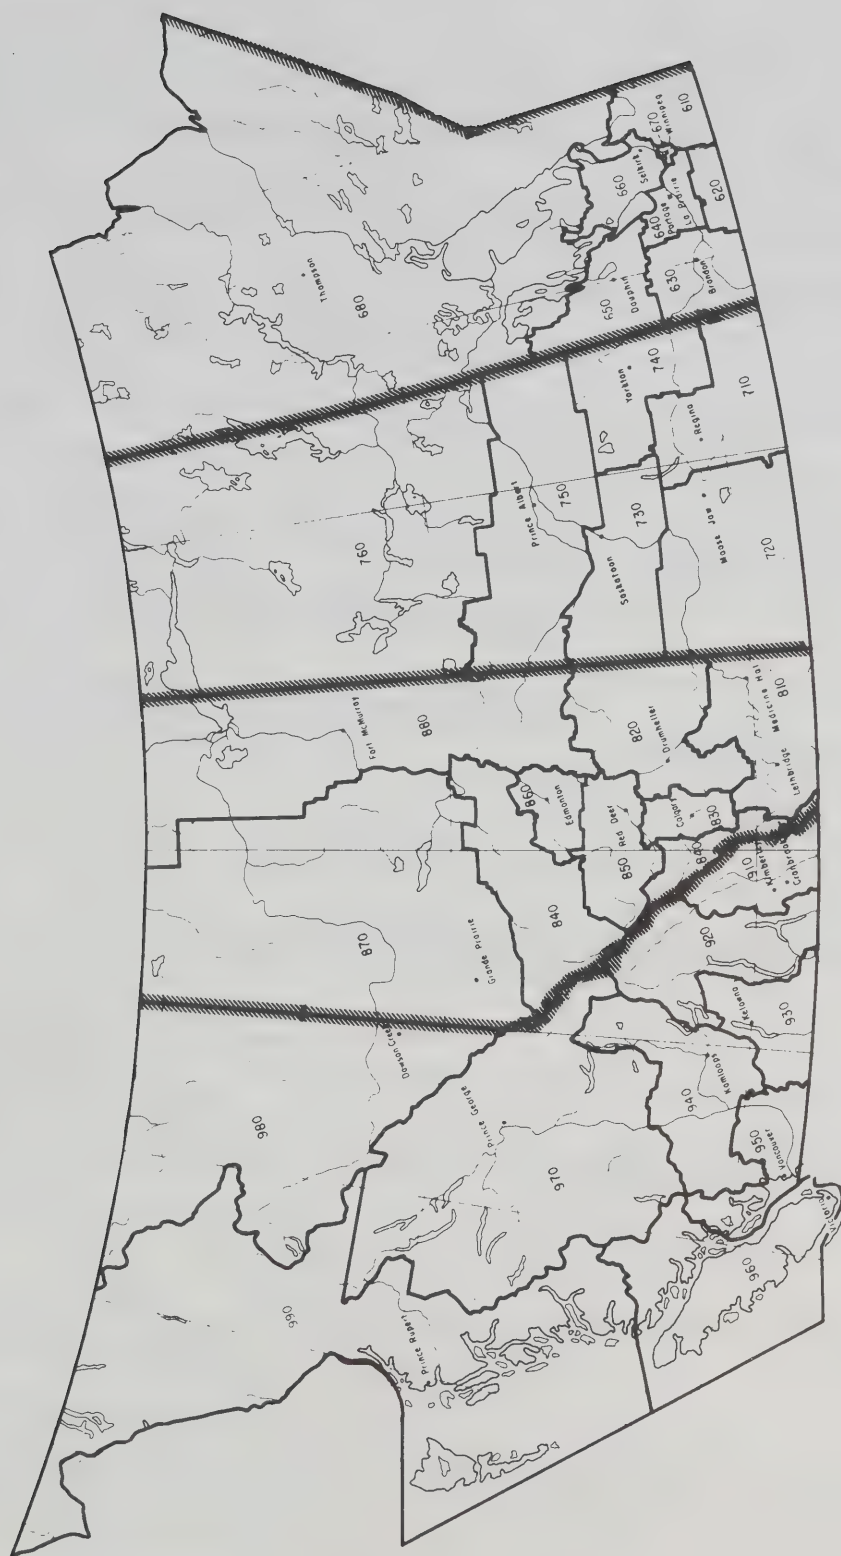 Thompson
680
760
Fort McMurray
880
870
Grande Prairie
Dawson Creek
980
990
Prince Rupert
Prince George
970
960
Victoria
Vancouver
950
940
Kamloops
930
Kelowna
920
910
Kimberley
Cranbrook
840
840
850
Red Deer
860
Edmonton
830
Calgary
820
Drumheller
810
Medicine Hat
Lethbridge
Prince Albert
750
730
Saskatoon
Moose Jaw
720
710
Regina
740
Yorkton
650
Dauphin
630
Brandon
640
Portage
La Prairie
620
660
Selkirk
670
Winnipeg
610